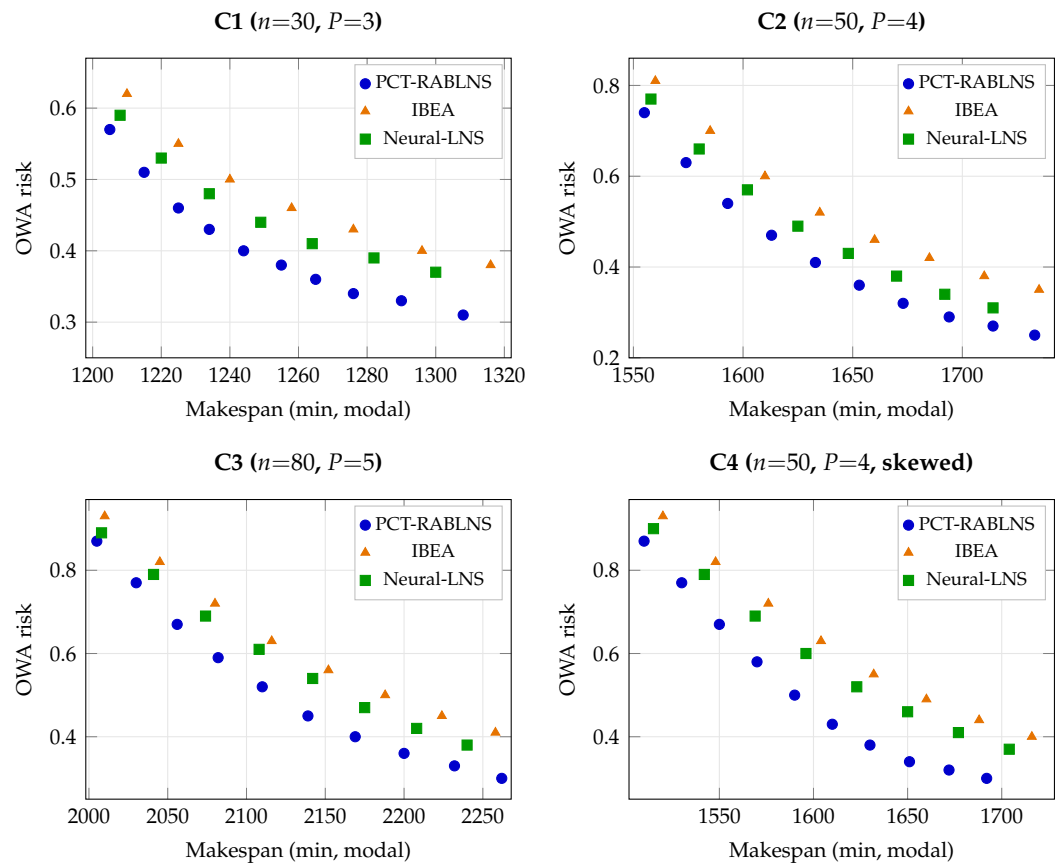 C1 (n=30, P=3)
0.6
0.5
0.4
0.3
OWA risk
PCT-RABLNS
IBEA
Neural-LNS
1200 1220 1240 1260 1280 1300 1320
Makespan (min, modal)
C2 (n=50, P=4)
0.8
0.6
0.4
0.2
OWA risk
PCT-RABLNS
IBEA
Neural-LNS
1550 1600 1650 1700
Makespan (min, modal)
C3 (n=80, P=5)
0.8
0.6
0.4
OWA risk
PCT-RABLNS
IBEA
Neural-LNS
2000 2050 2100 2150 2200 2250
Makespan (min, modal)
C4 (n=50, P=4, skewed)
0.8
0.6
0.4
OWA risk
PCT-RABLNS
IBEA
Neural-LNS
1550 1600 1650 1700
Makespan (min, modal)